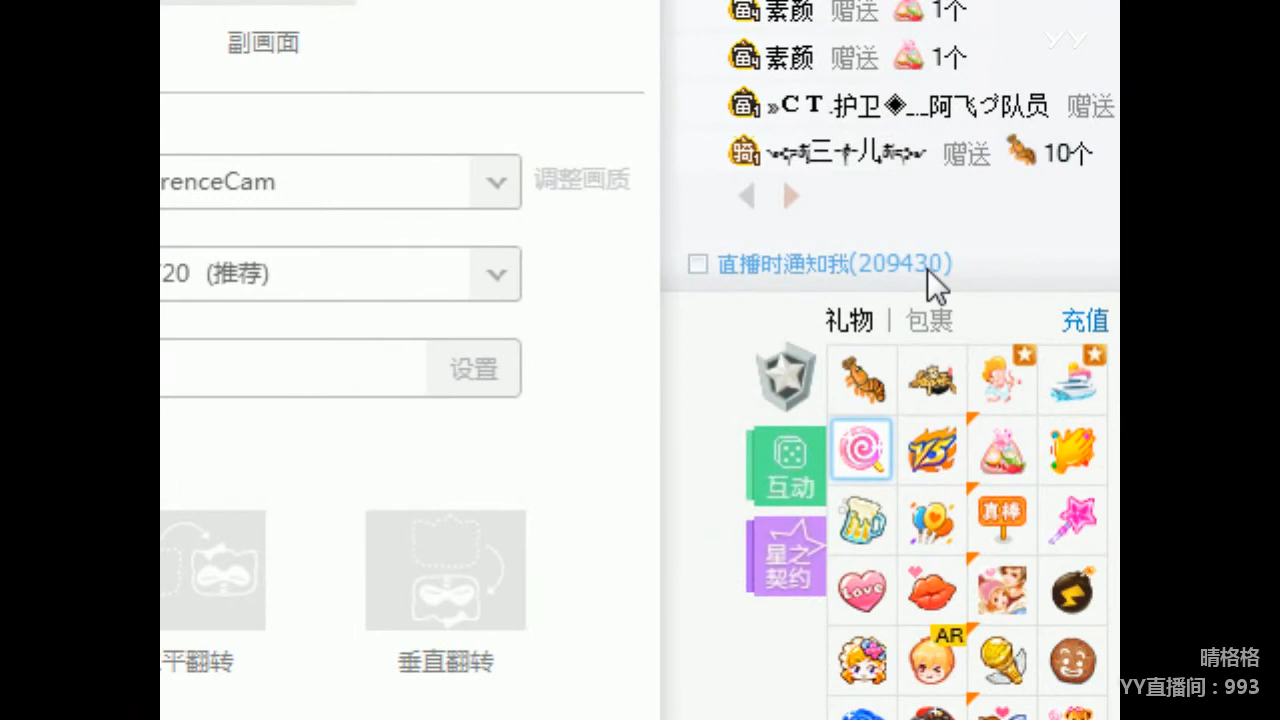 副画面
renceCam
调整画质
20 (推荐)
设置
平翻转
垂直翻转
素颜 赠送 1个
YY
素颜 赠送 1个
»C T .护卫◈_._阿飞づ队员 赠送
三十儿 赠送 10个
直播时通知我(209430)
礼物 | 包裹 充值
互动
星之
契约
VS
真棒
Love
AR
晴格格
YY直播间：993